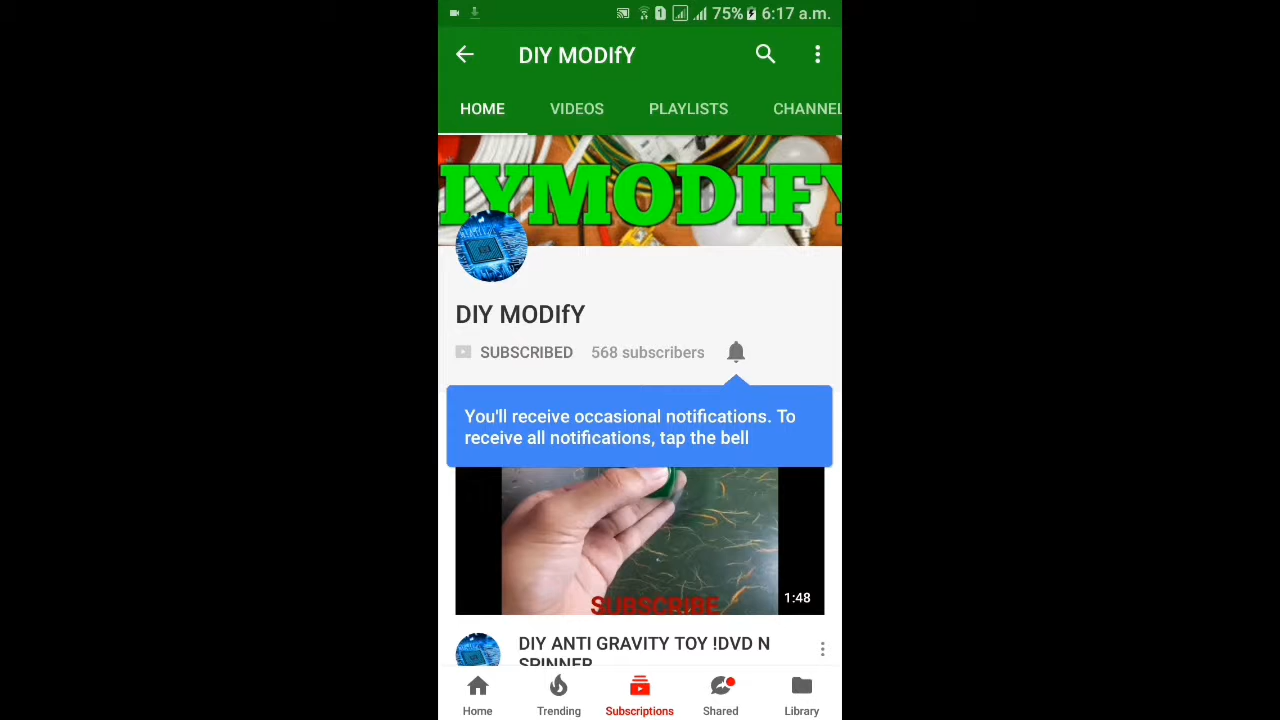 1 75% 6:17 a.m.
DIY MODIfY
HOME VIDEOS PLAYLISTS CHANNEL
IYMODIFY
DIY MODIfY
SUBSCRIBED 568 subscribers
You'll receive occasional notifications. To
receive all notifications, tap the bell
SUBSCRIBE
1:48
DIY ANTI GRAVITY TOY !DVD N
SPINNER
Home Trending Subscriptions Shared Library